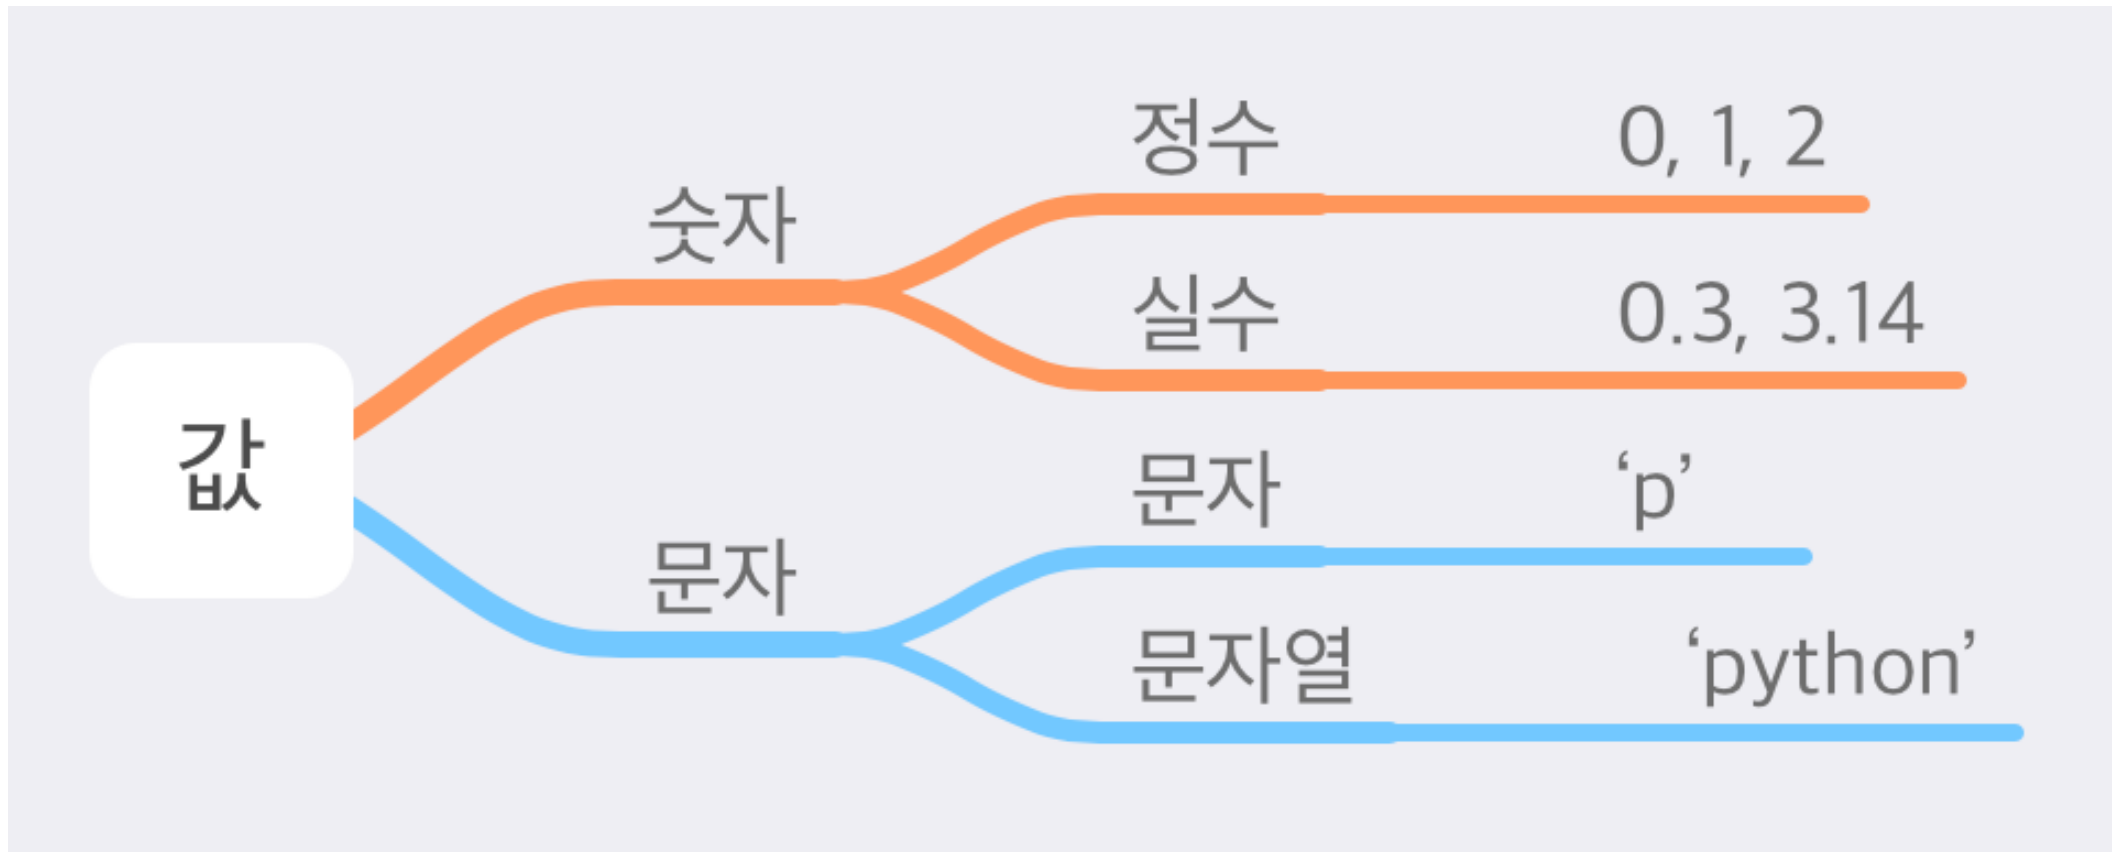 값
숫자
정수 0, 1, 2
실수 0.3, 3.14
문자
문자 ‘p’
문자열 ‘python’